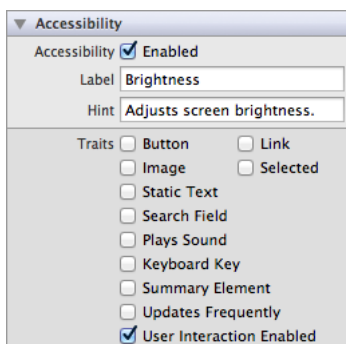 Accessibility
Accessibility Enabled
Label Brightness
Hint Adjusts screen brightness.
Traits Button Link
Image Selected
Static Text
Search Field
Plays Sound
Keyboard Key
Summary Element
Updates Frequently
User Interaction Enabled